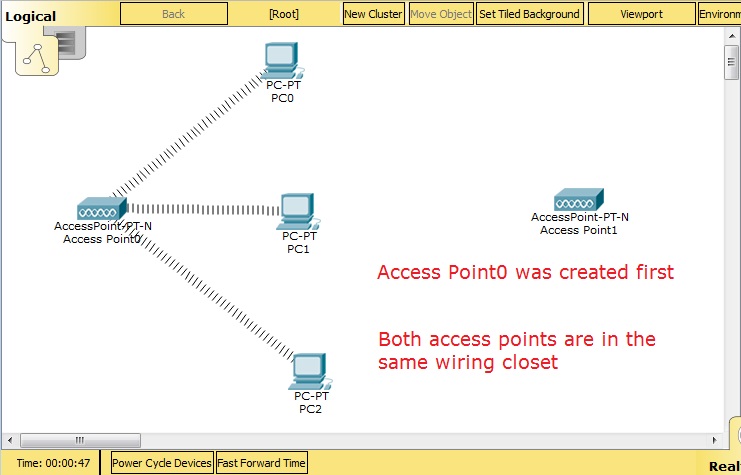 Logical
Back
[Root]
New Cluster
Move Object
Set Tiled Background
Viewport
Environm
PC-PT
PC0
AccessPoint-PT-N
Access Point0
PC-PT
PC1
AccessPoint-PT-N
Access Point1
Access Point0 was created first
Both access points are in the
same wiring closet
PC-PT
PC2
Time: 00:00:47
Power Cycle Devices
Fast Forward Time
Realt